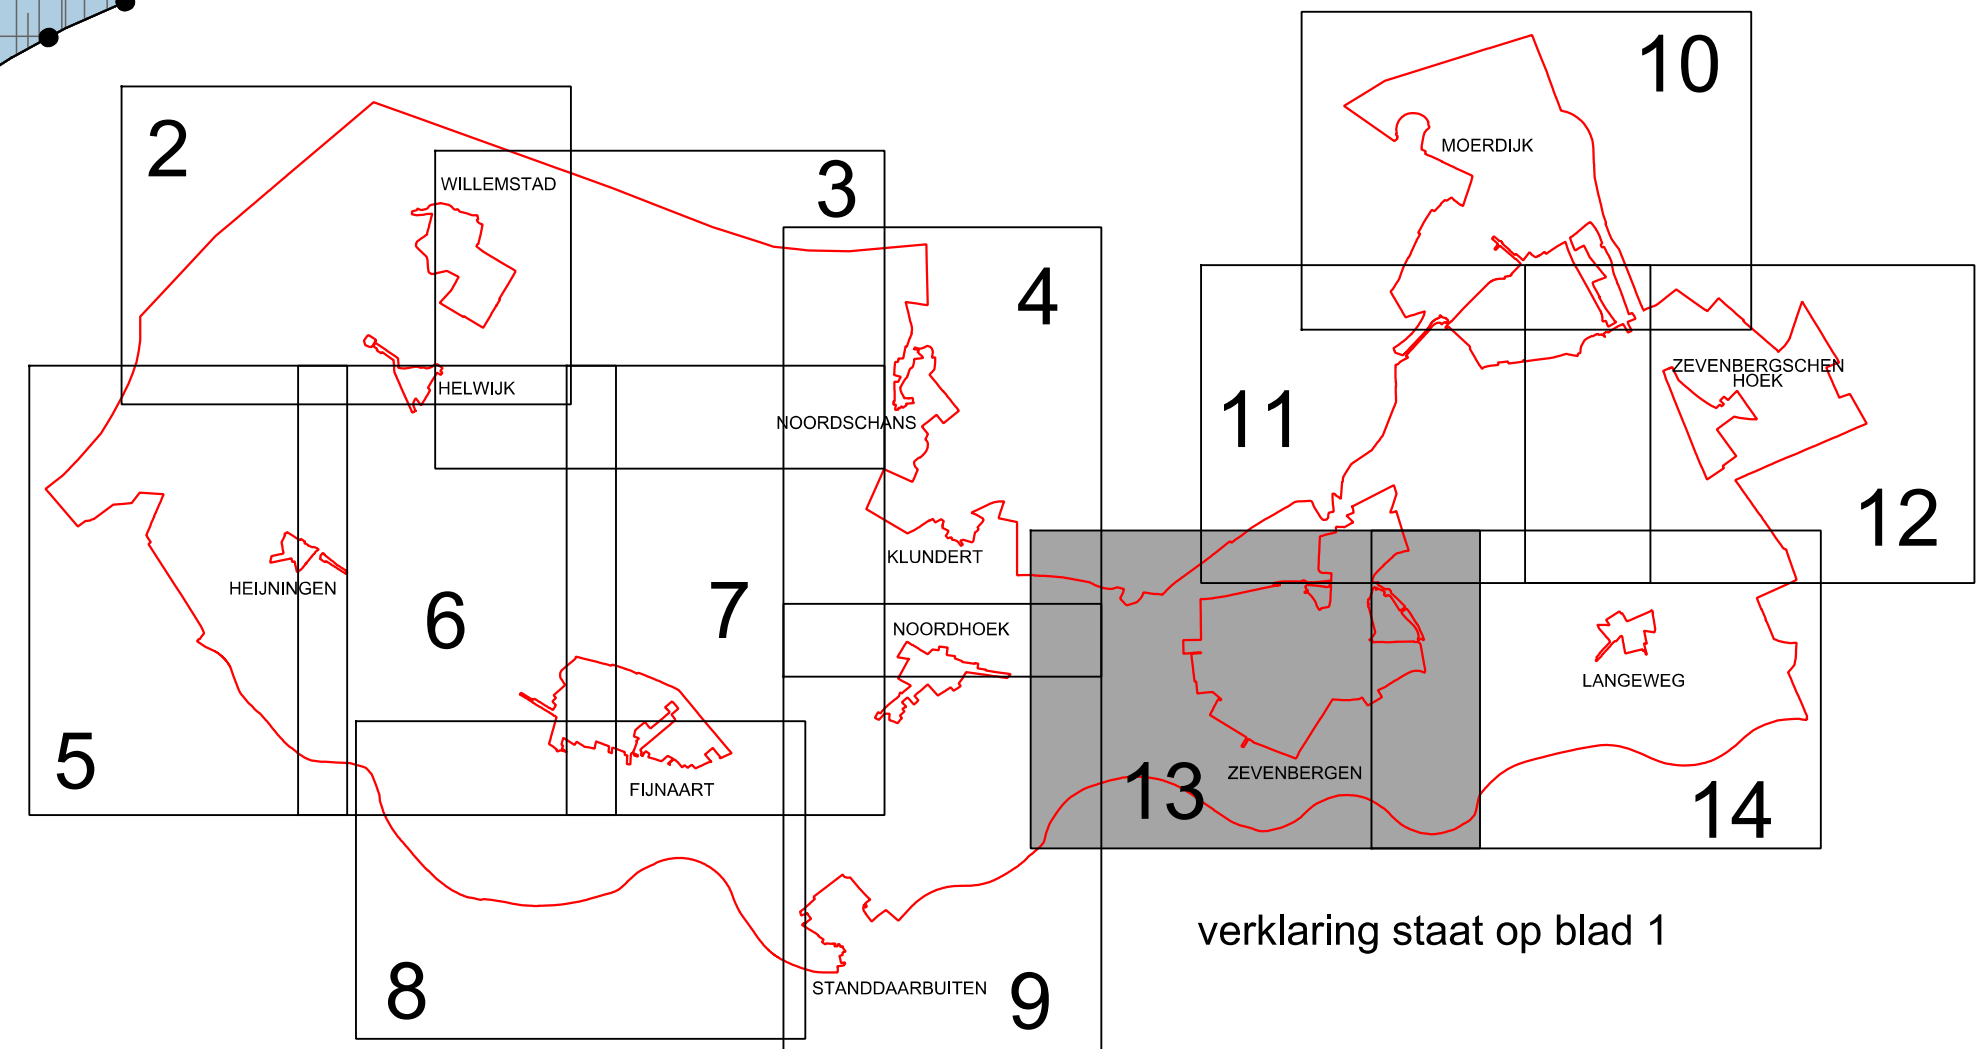 10
2
MOERDIJK
3
WILLEMSTAD
4
ZEVENBERGSCHEN
HOEK
HELWIJK
11
NOORDSCHANS
12
KLUNDERT
HEIJNINGEN
7
6
NOORDHOEK
LANGEWEG
5
ZEVENBERGEN
13
FIJNAART
14
verklaring staat op blad 1
8
STANDDAARBUITEN
9